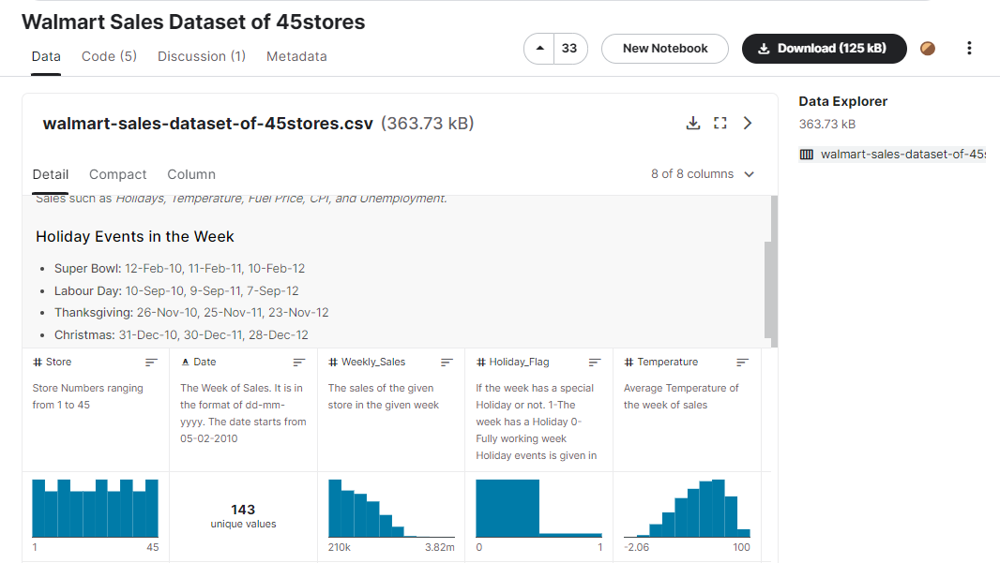 Walmart Sales Dataset of 45stores
Data Code (5) Discussion (1) Metadata
33
New Notebook
Download (125 kB)
walmart-sales-dataset-of-45stores.csv (363.73 kB)
Detail Compact Column
8 of 8 columns
Sales such as Holidays, Temperature, Fuel Price, CPI, and Unemployment.
Holiday Events in the Week
• Super Bowl: 12-Feb-10, 11-Feb-11, 10-Feb-12
• Labour Day: 10-Sep-10, 9-Sep-11, 7-Sep-12
• Thanksgiving: 26-Nov-10, 25-Nov-11, 23-Nov-12
• Christmas: 31-Dec-10, 30-Dec-11, 28-Dec-12
# Store
Store Numbers ranging
from 1 to 45
1 45
A Date
The Week of Sales. It is in
the format of dd-mm-
yyyy. The date starts from
05-02-2010
143
unique values
# Weekly_Sales
The sales of the given
store in the given week
210k 3.82m
# Holiday_Flag
If the week has a special
Holiday or not. 1-The
week has a Holiday 0-
Fully working week
Holiday events is given in
0 1
# Temperature
Average Temperature of
the week of sales
-2.06 100
Data Explorer
363.73 kB
walmart-sales-dataset-of-45s